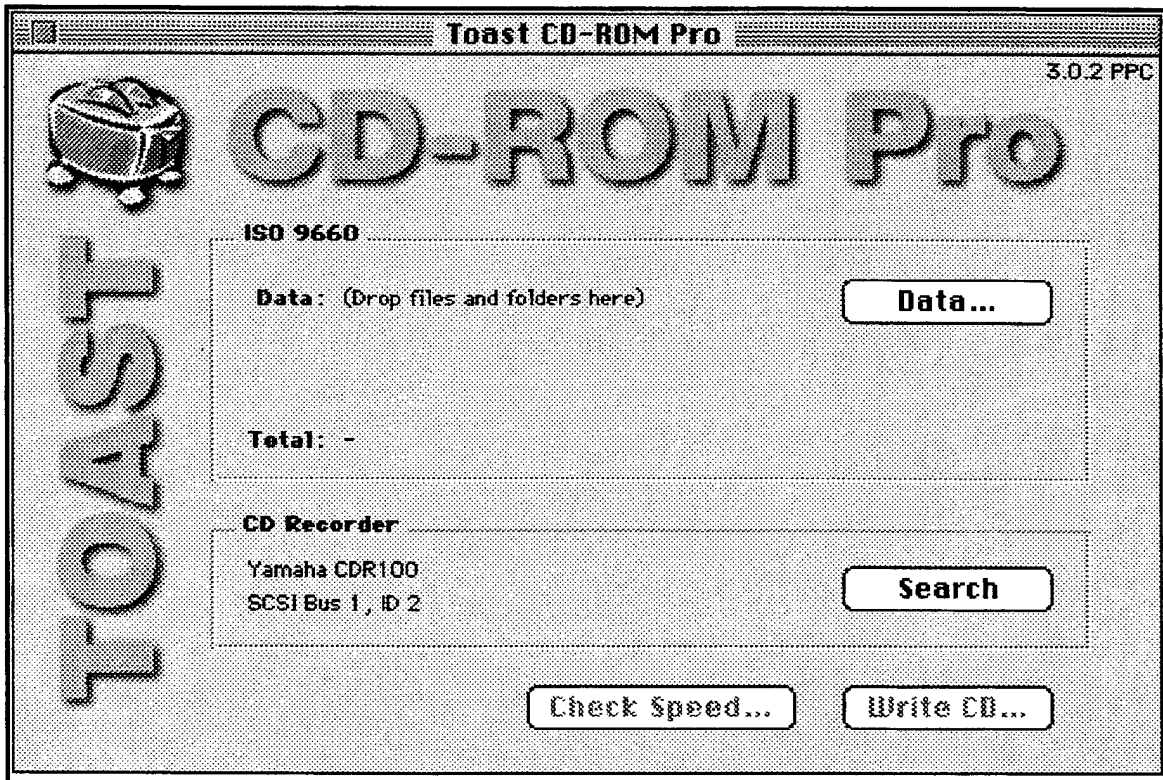 Toast CD-ROM Pro
3.0.2 PPC
CD-ROM Pro
TOAST
ISO 9660
Data: (Drop files and folders here)
Data...
Total: -
CD Recorder
Yamaha CDR100
SCSI Bus 1, ID 2
Search
Check Speed...
Write CD...